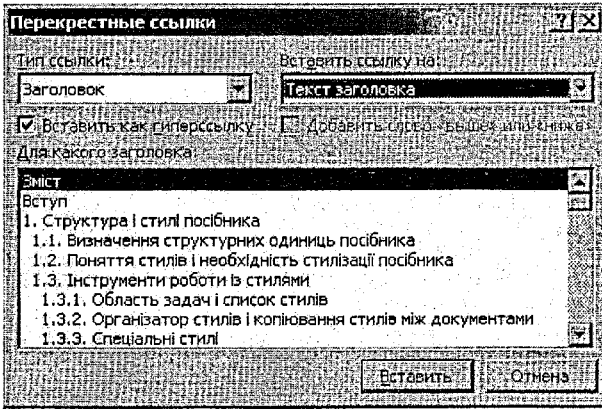 Перекрестные ссылки
Тип ссылки:
Вставить ссылку на:
Заголовок
Текст заголовка
Вставить как гиперссылку
Добавить слово "выше" или "ниже"
Для какого заголовка:
Зміст
Вступ
1. Структура і стилі посібника
1.1. Визначення структурних одиниць посібника
1.2. Поняття стилів і необхідність стилізації посібника
1.3. Інструменти роботи із стилями
1.3.1. Область задач і список стилів
1.3.2. Організатор стилів і копіювання стилів між документами
1.3.3. Спеціальні стилі
Вставить
Отмена